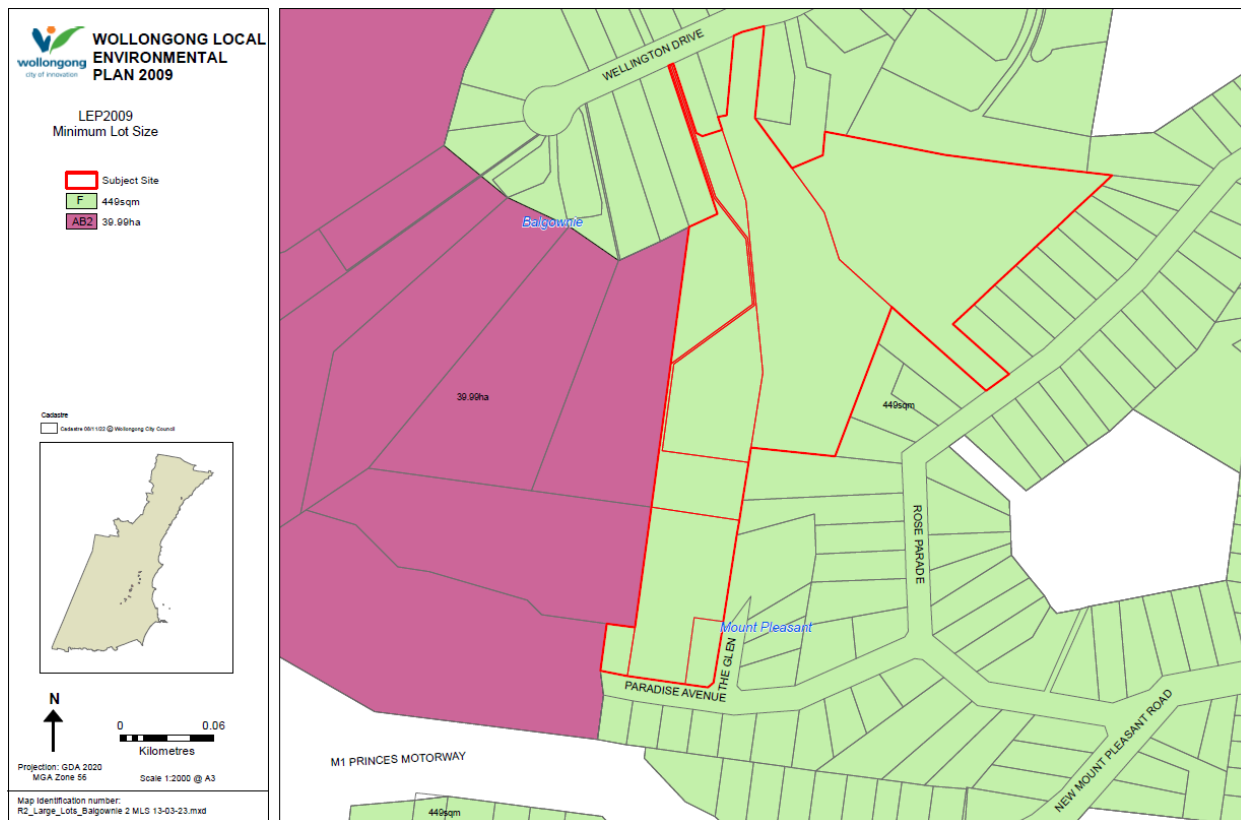 wollongong
city of innovation
WOLLONGONG LOCAL
ENVIRONMENTAL
PLAN 2009
LEP2009
Minimum Lot Size
Subject Site
F 449sqm
AB2 39.99ha
Cadastre
Cadastre 08/11/22 @ Wollongong City Council
N
0 0.06
Kilometres
Projection: GDA 2020
MGA Zone 56
Scale 1:2000 @ A3
Map Identification number:
R2_Large_Lots_Balgownie 2 MLS 13-03-23.mxd
WELLINGTON DRIVE
Balgownie
39.99ha
449sqm
ROSE PARADE
Mount Pleasant
THE GLEN
PARADISE AVENUE
NEW MOUNT PLEASANT ROAD
M1 PRINCES MOTORWAY
449sqm